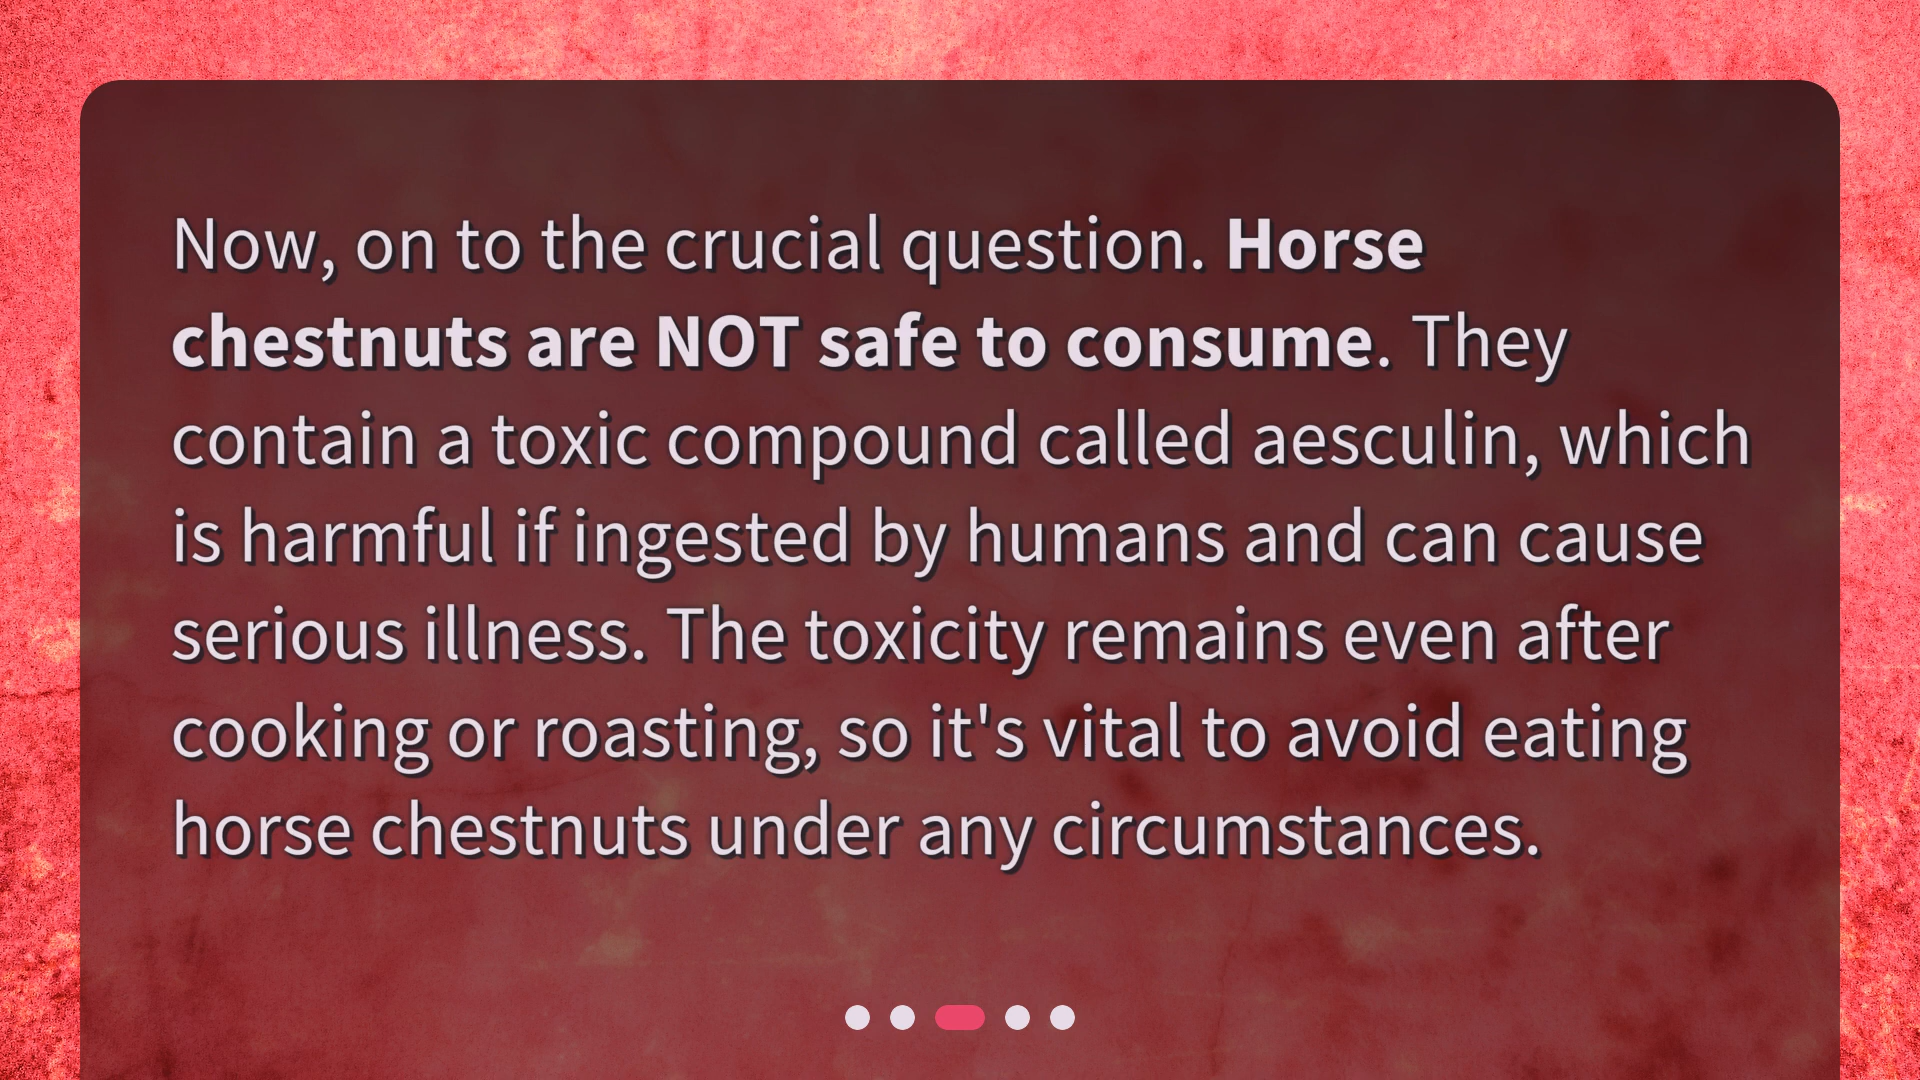 Now, on to the crucial question. Horse
chestnuts are NOT safe to consume. They
contain a toxic compound called aesculin, which
is harmful if ingested by humans and can cause
serious illness. The toxicity remains even after
cooking or roasting, so it's vital to avoid eating
horse chestnuts under any circumstances.